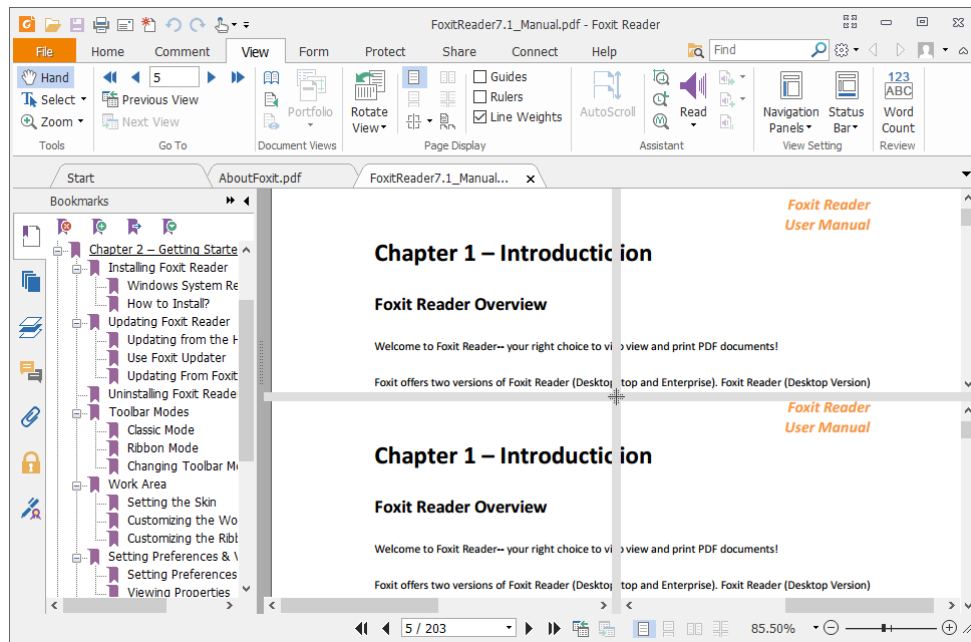 FoxitReader7.1_Manual.pdf - Foxit Reader
File Home Comment View Form Protect Share Connect Help Find
Hand
Select
Zoom
Tools
5
Previous View
Next View
Go To
Portfolio
Document Views
Rotate
View
Guides
Rulers
Line Weights
Page Display
AutoScroll
Read
Assistant
Navigation
Panels
Status
Bar
View Setting
123
ABC
Word
Count
Review
Start AboutFoxit.pdf FoxitReader7.1_Manual... x
Bookmarks
Chapter 2 – Getting Starte
Installing Foxit Reader
Windows System Re
How to Install?
Updating Foxit Reader
Updating from the H
Use Foxit Updater
Updating From Foxit
Uninstalling Foxit Reade
Toolbar Modes
Classic Mode
Ribbon Mode
Changing Toolbar Mo
Work Area
Setting the Skin
Customizing the Wo
Customizing the Ribb
Setting Preferences & V
Setting Preferences
Viewing Properties
Foxit Reader
User Manual
Chapter 1 – Introductic ion
Foxit Reader Overview
Welcome to Foxit Reader-- your right choice to vi o view and print PDF documents!
Foxit offers two versions of Foxit Reader (Desktop top and Enterprise). Foxit Reader (Desktop Version)
Foxit Reader
User Manual
Chapter 1 – Introductic ion
Foxit Reader Overview
Welcome to Foxit Reader-- your right choice to vi o view and print PDF documents!
Foxit offers two versions of Foxit Reader (Desktop top and Enterprise). Foxit Reader (Desktop Version)
5 / 203
85.50%